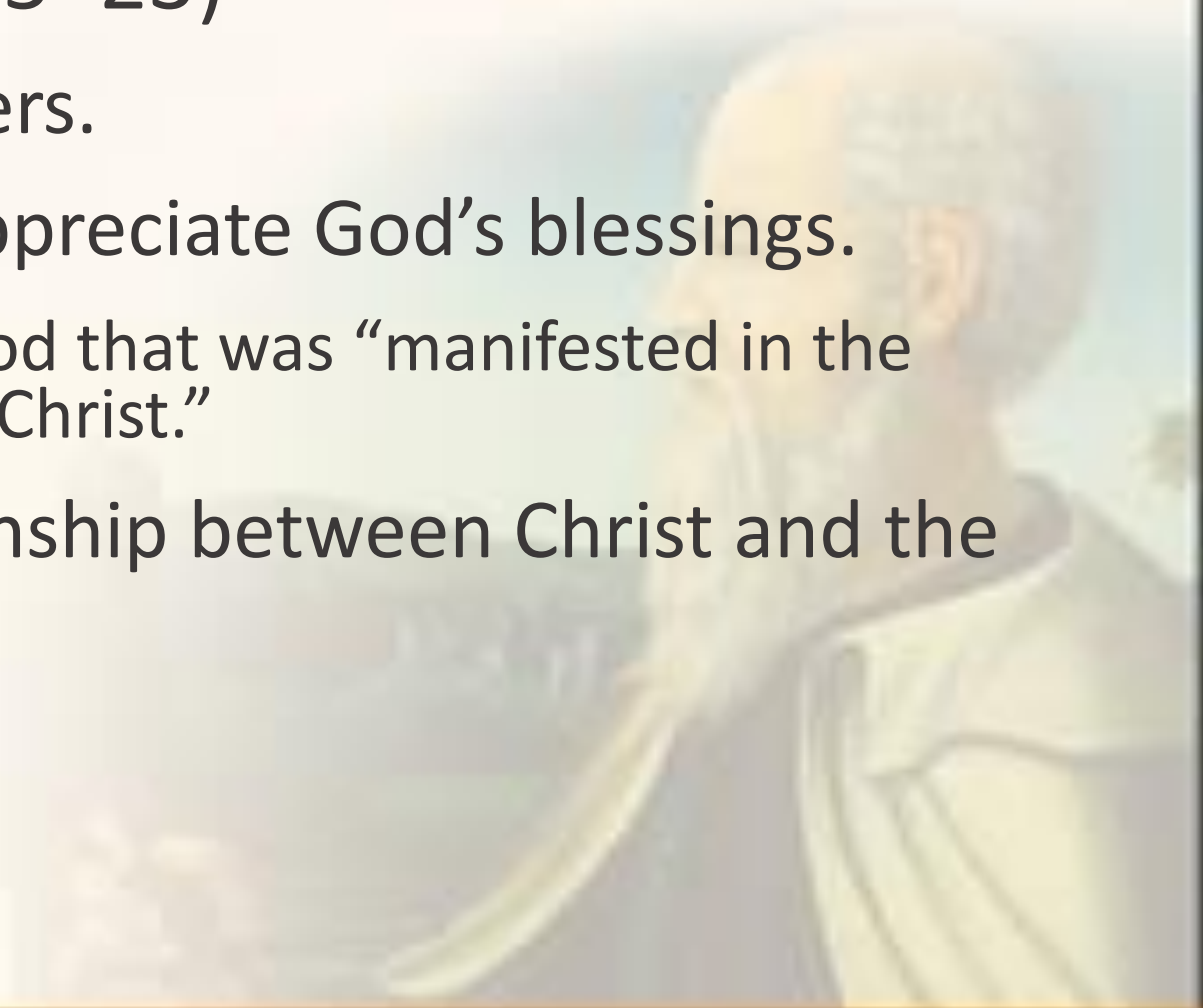 ers.
ppreciate God’s blessings.
od that was “manifested in the
Christ.”
nship between Christ and the